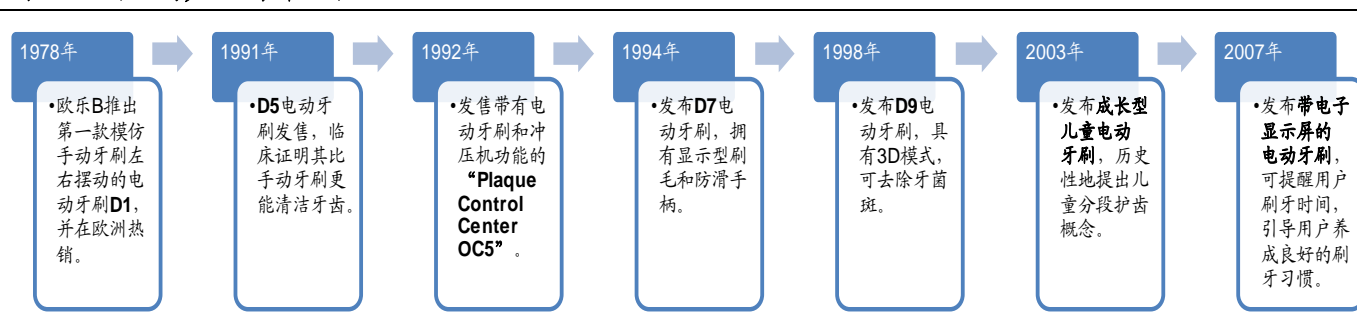 1978年
•欧乐B推出
第一款模仿
手动牙刷左
右摆动的电
动牙刷D1,
并在欧洲热
销。
1991年
•D5电动牙
刷发售，临
床证明其比
手动牙刷更
能清洁牙齿。
1992年
•发售带有电
动牙刷和冲
压机功能的
“Plaque
Control
Center
OC5”。
1994年
•发布D7电
动牙刷，拥
有显示型刷
毛和防滑手
柄。
1998年
•发布D9电
动牙刷，具
有3D模式，
可去除牙菌
斑。
2003年
•发布成长型
儿童电动
牙刷，历史
性地提出儿
童分段护齿
概念。
2007年
•发布带电子
显示屏的
电动牙刷，
可提醒用户
刷牙时间，
引导用户养
成良好的刷
牙习惯。